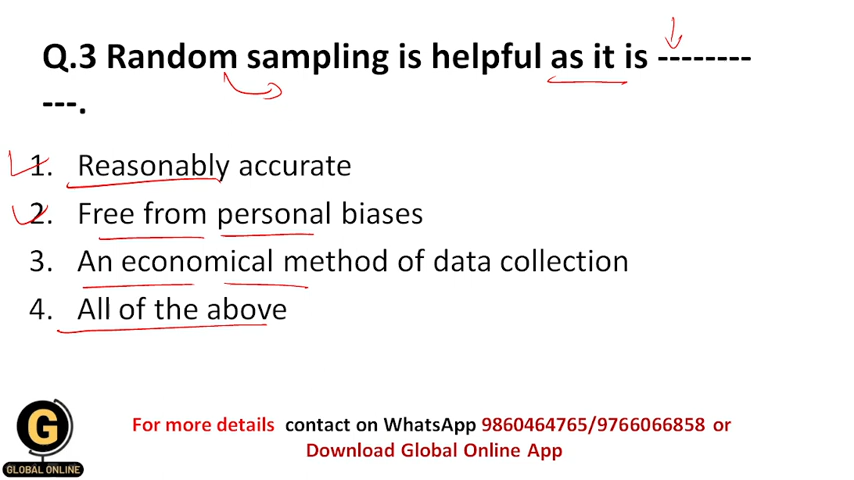 Q.3 Random sampling is helpful as it is --------
---.
1. Reasonably accurate
2. Free from personal biases
3. An economical method of data collection
4. All of the above
G
GLOBAL ONLINE
For more details contact on WhatsApp 9860464765/9766066858 or
Download Global Online App